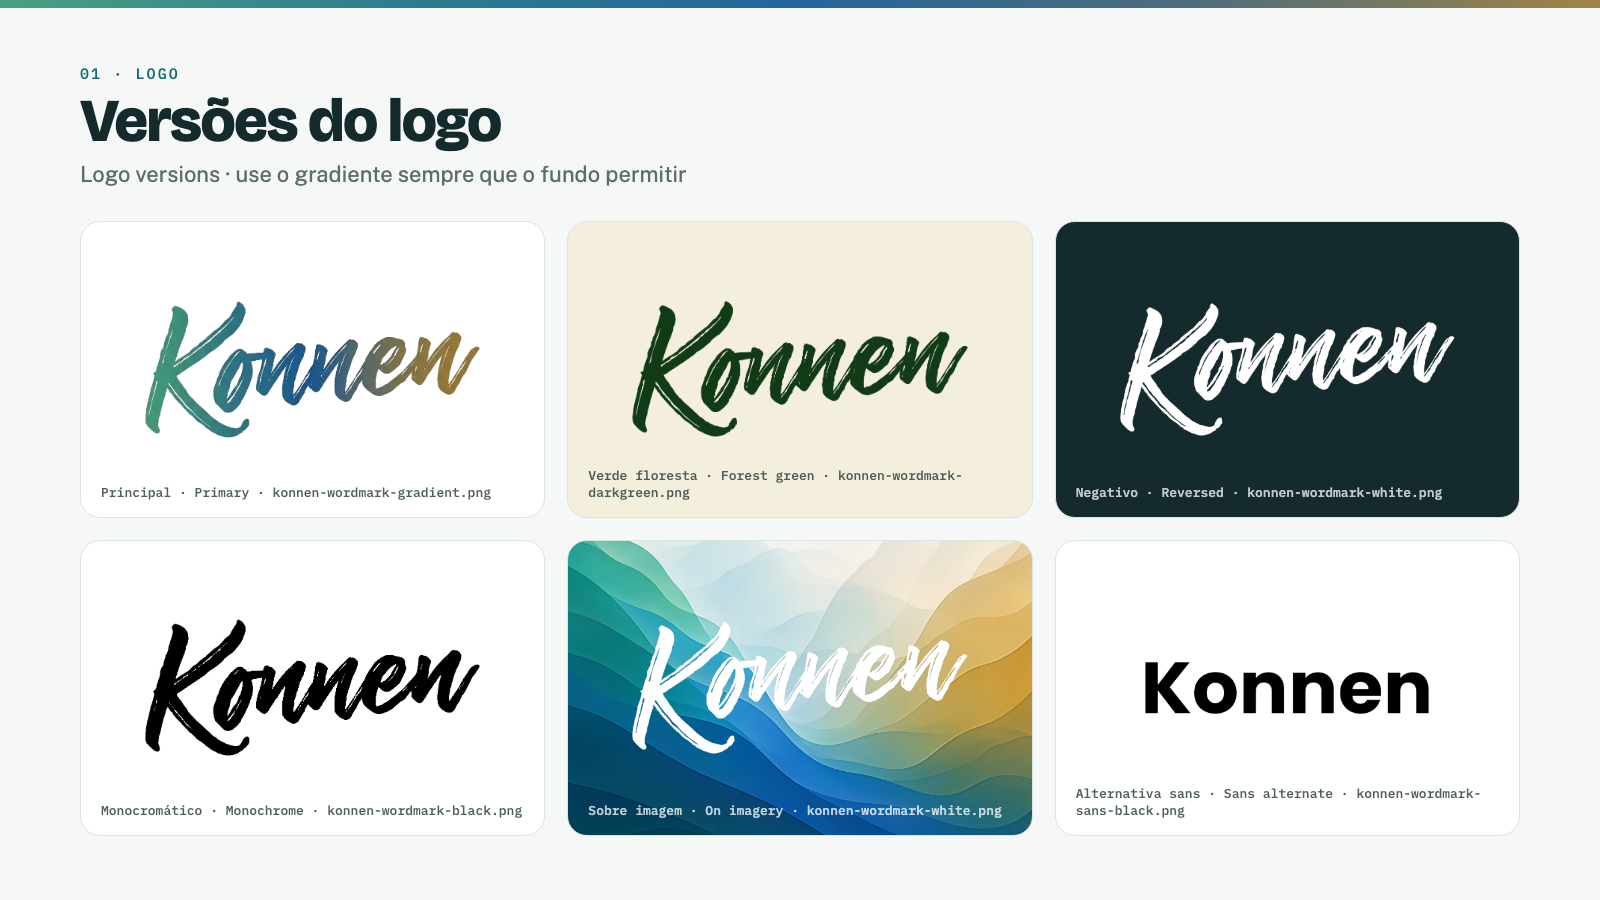 01 · LOGO
Versões do logo
Logo versions · use o gradiente sempre que o fundo permitir
Konnen
Principal · Primary · konnen-wordmark-gradient.png
Konnen
Verde floresta · Forest green · konnen-wordmark-
darkgreen.png
Konnen
Negativo · Reversed · konnen-wordmark-white.png
Konnen
Monocromático · Monochrome · konnen-wordmark-black.png
Konnen
Sobre imagem · On imagery · konnen-wordmark-white.png
Konnen
Alternativa sans · Sans alternate · konnen-wordmark-
sans-black.png